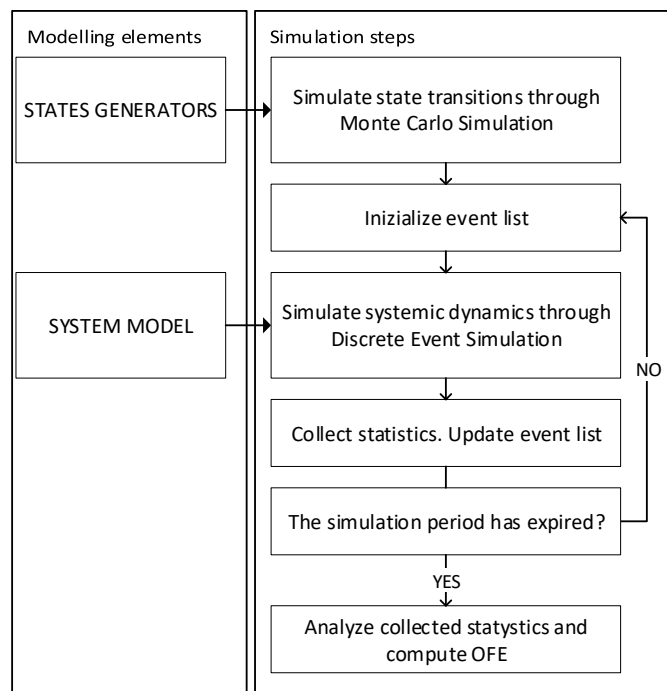 Modelling elements
Simulation steps
STATES GENERATORS
Simulate state transitions through
Monte Carlo Simulation
Inizialize event list
SYSTEM MODEL
Simulate systemic dynamics through
Discrete Event Simulation
NO
Collect statistics. Update event list
The simulation period has expired?
YES
Analyze collected statystics and
compute OFE